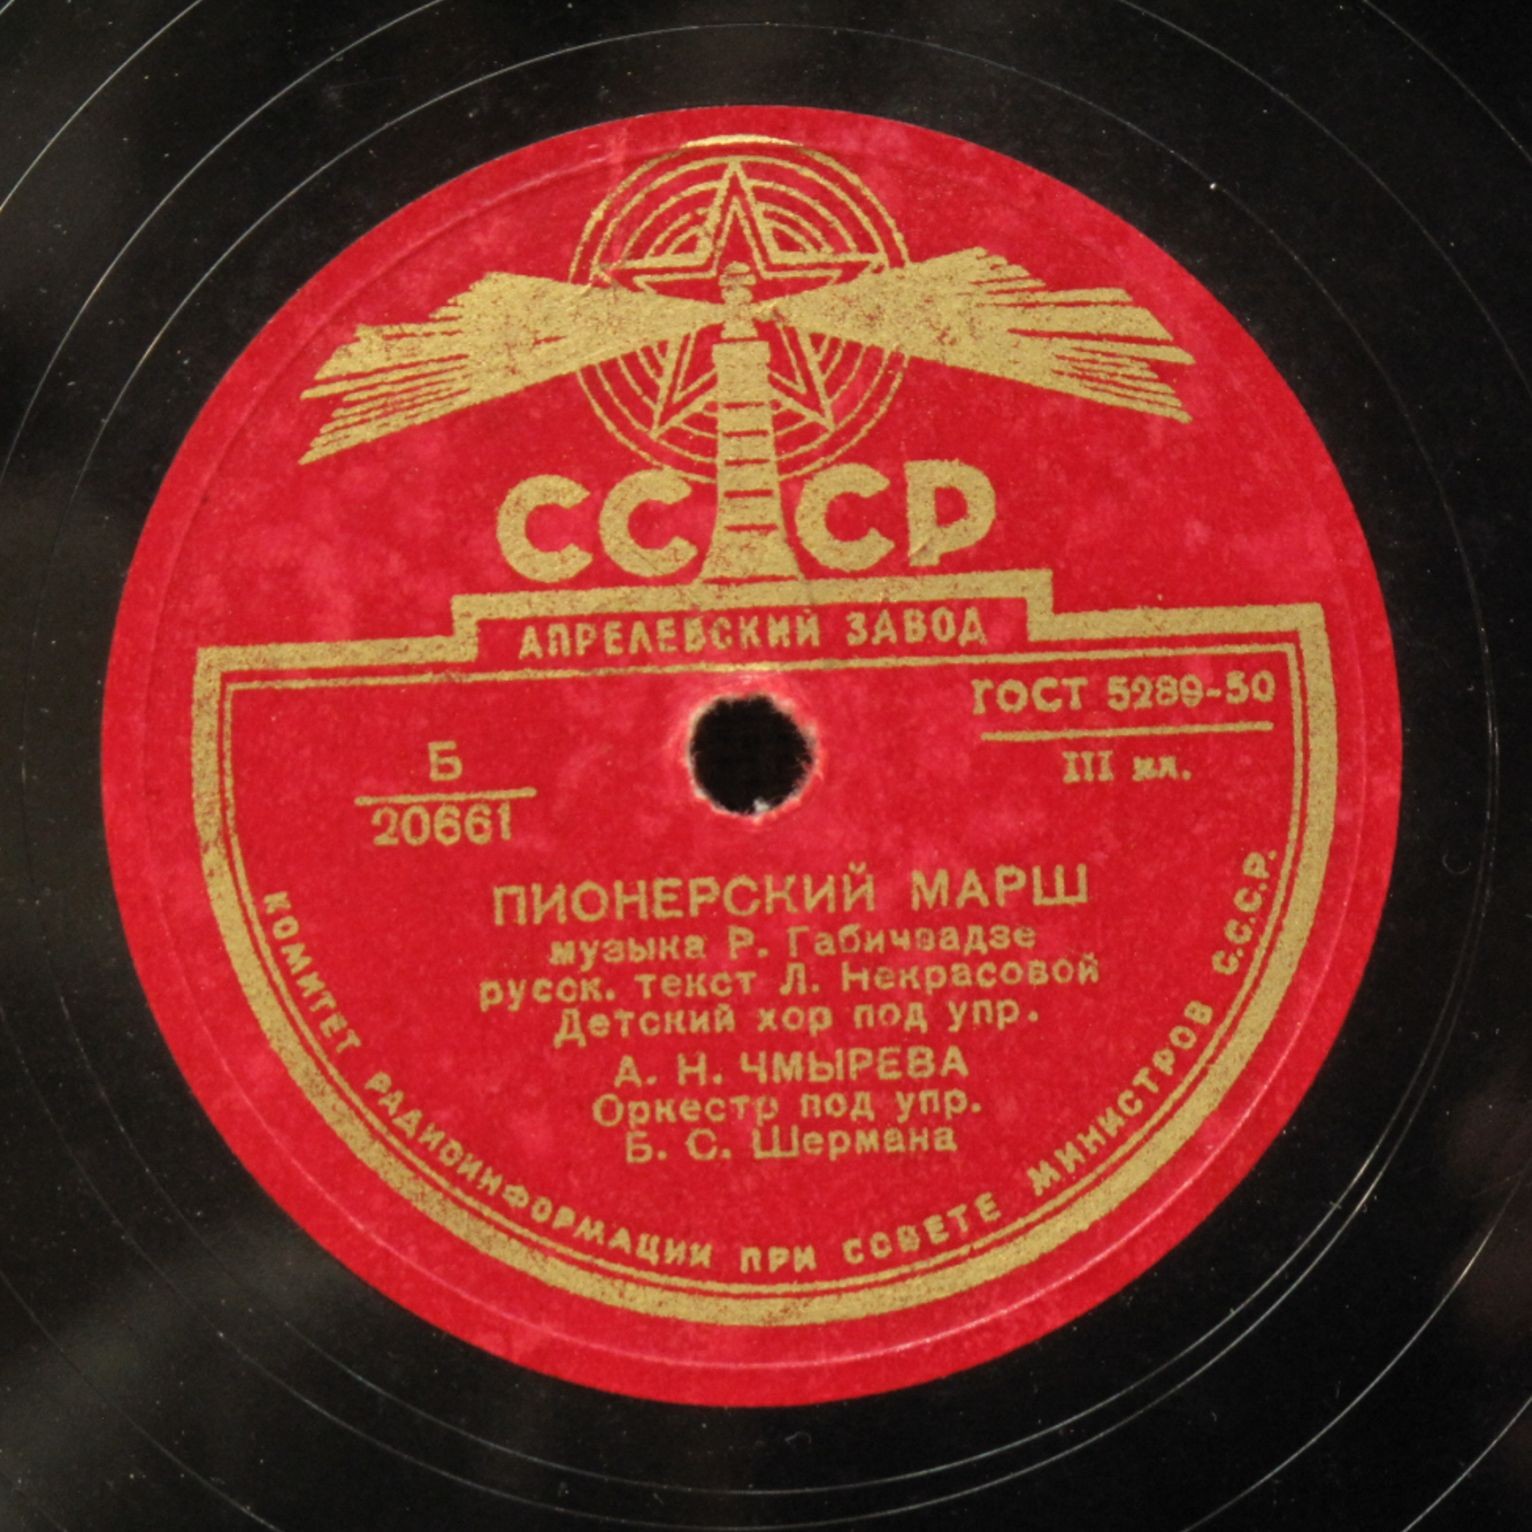 СССР
АПРЕЛЕВСКИЙ ЗАВОД
ГОСТ 5289-50
III кл.
Б
20661
ПИОНЕРСКИЙ МАРШ
музыка Р. Габичвадзе
русск. текст Л. Некрасовой
Детский хор под упр.
А. Н. ЧМЫРЕВА
Оркестр под упр.
Б. С. Шермана
КОМИТЕТ РАДИОИНФОРМАЦИИ ПРИ СОВЕТЕ МИНИСТРОВ С.С.С.Р.